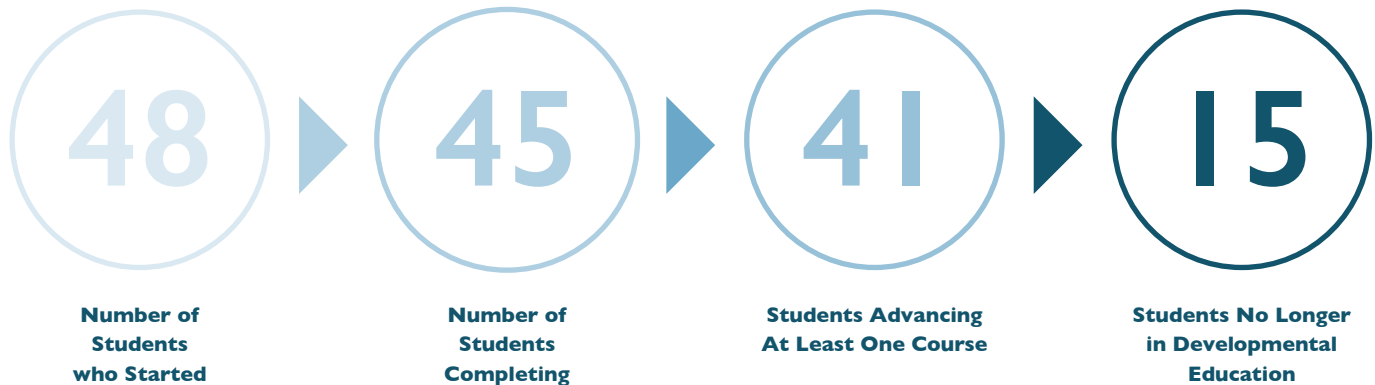 48
45
41
15
Number of
Students
who Started
Number of
Students
Completing
Students Advancing
At Least One Course
Students No Longer
in Developmental
Education